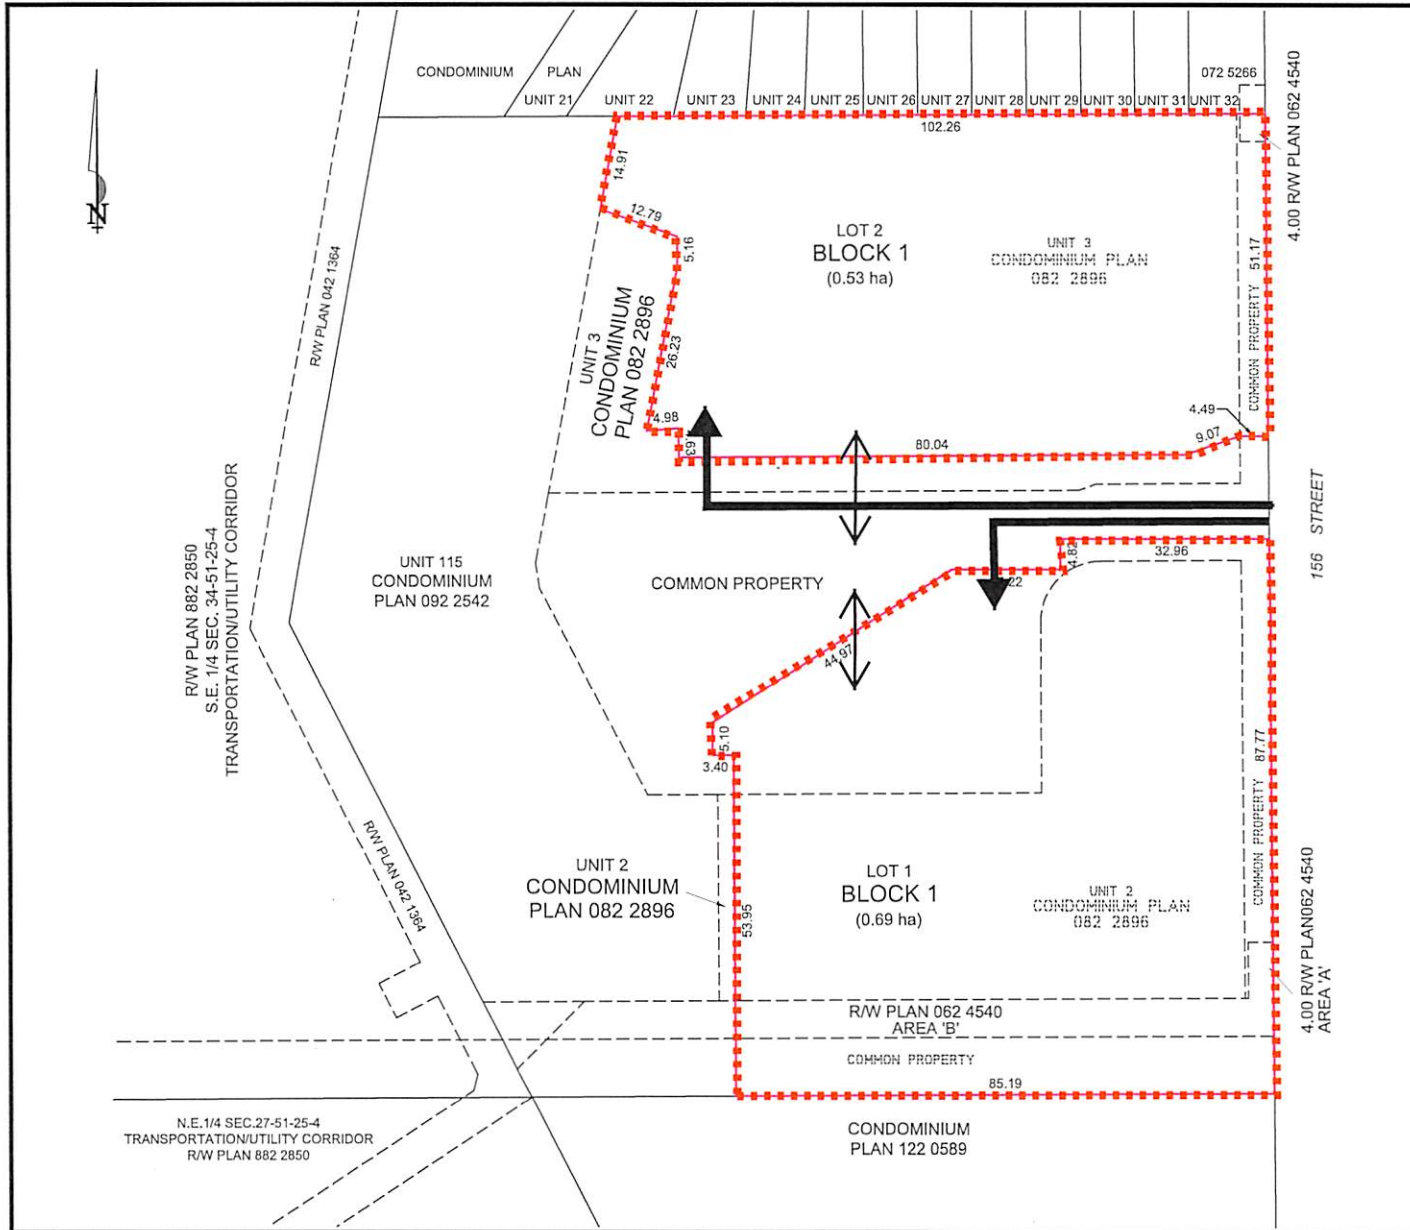 CONDOMINIUM PLAN
072 5266
UNIT 21
UNIT 22
UNIT 23
UNIT 24
UNIT 25
UNIT 26
UNIT 27
UNIT 28
UNIT 29
UNIT 30
UNIT 31
UNIT 32
4.00 R/W PLAN 062 4540
102.26
14.91
12.79
5.16
26.23
4.98
80.04
9.07
4.49
51.17
COMMON PROPERTY
N
R/W PLAN 042 1364
LOT 2
BLOCK 1
(0.53 ha)
UNIT 3
CONDOMINIUM PLAN
082 2896
UNIT 3
CONDOMINIUM
PLAN 082 2896
156 STREET
R/W PLAN 882 2850
S.E. 1/4 SEC. 34-51-25-4
TRANSPORTATION/UTILITY CORRIDOR
UNIT 115
CONDOMINIUM
PLAN 092 2542
COMMON PROPERTY
4.82
32.96
44.97
5.10
3.40
53.95
87.77
COMMON PROPERTY
R/W PLAN 042 1364
UNIT 2
CONDOMINIUM
PLAN 082 2896
LOT 1
BLOCK 1
(0.69 ha)
UNIT 2
CONDOMINIUM PLAN
082 2896
4.00 R/W PLAN062 4540
AREA 'A'
R/W PLAN 062 4540
AREA 'B'
COMMON PROPERTY
85.19
N.E.1/4 SEC.27-51-25-4
TRANSPORTATION/UTILITY CORRIDOR
R/W PLAN 882 2850
CONDOMINIUM
PLAN 122 0589